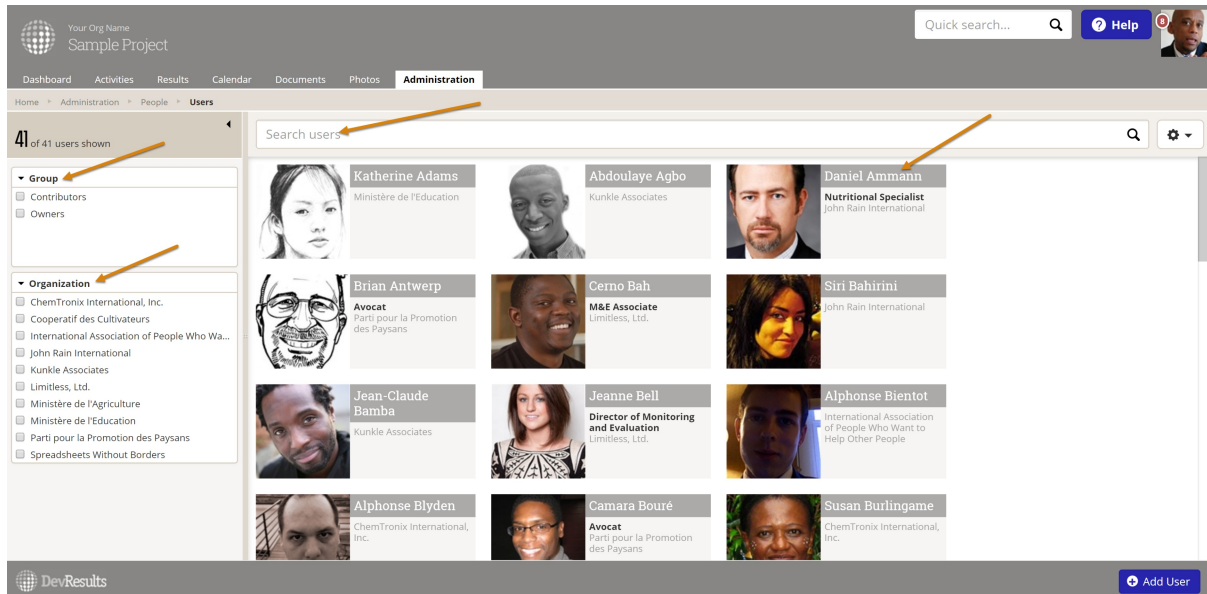 Your Org Name
Sample Project
Quick search...
Help
8
Dashboard
Activities
Results
Calendar
Documents
Photos
Administration
Home
Administration
People
Users
41 of 41 users shown
Search users
Group
Contributors
Owners
Organization
ChemTronix International, Inc.
Cooperatif des Cultivateurs
International Association of People Who Wa...
John Rain International
Kunkle Associates
Limitless, Ltd.
Ministère de l'Agriculture
Ministère de l'Education
Parti pour la Promotion des Paysans
Spreadsheets Without Borders
Katherine Adams
Ministère de l'Education
Abdoulaye Agbo
Kunkle Associates
Daniel Ammann
Nutritional Specialist
John Rain International
Brian Antwerp
Avocat
Parti pour la Promotion
des Paysans
Cerno Bah
M&E Associate
Limitless, Ltd.
Siri Bahirini
John Rain International
Jean-Claude
Bamba
Kunkle Associates
Jeanne Bell
Director of Monitoring
and Evaluation
Limitless, Ltd.
Alphonse Bientot
International Association
of People Who Want to
Help Other People
Alphonse Blyden
ChemTronix International,
Inc.
Camara Bouré
Avocat
Parti pour la Promotion
des Paysans
Susan Burlingame
ChemTronix International,
Inc.
DevResults
Add User